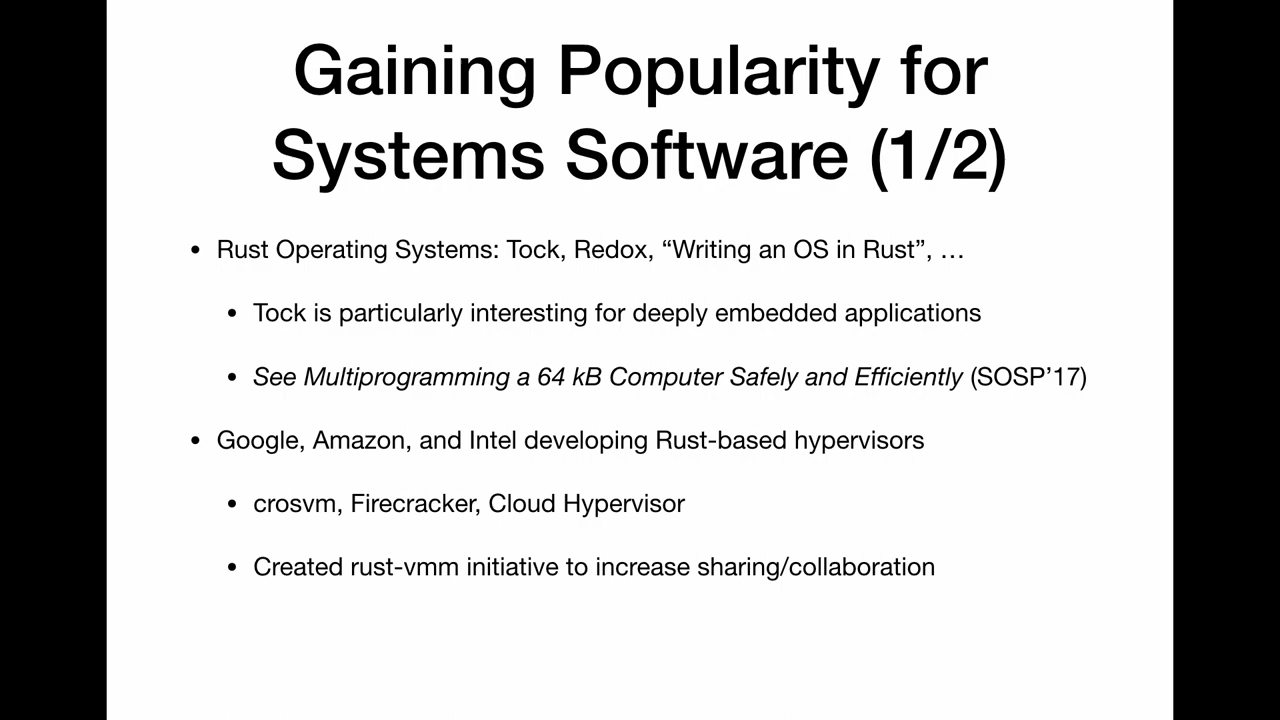 Gaining Popularity for
Systems Software (1/2)
• Rust Operating Systems: Tock, Redox, “Writing an OS in Rust”, …
• Tock is particularly interesting for deeply embedded applications
• See Multiprogramming a 64 kB Computer Safely and Efficiently (SOSP’17)
• Google, Amazon, and Intel developing Rust-based hypervisors
• crosvm, Firecracker, Cloud Hypervisor
• Created rust-vmm initiative to increase sharing/collaboration